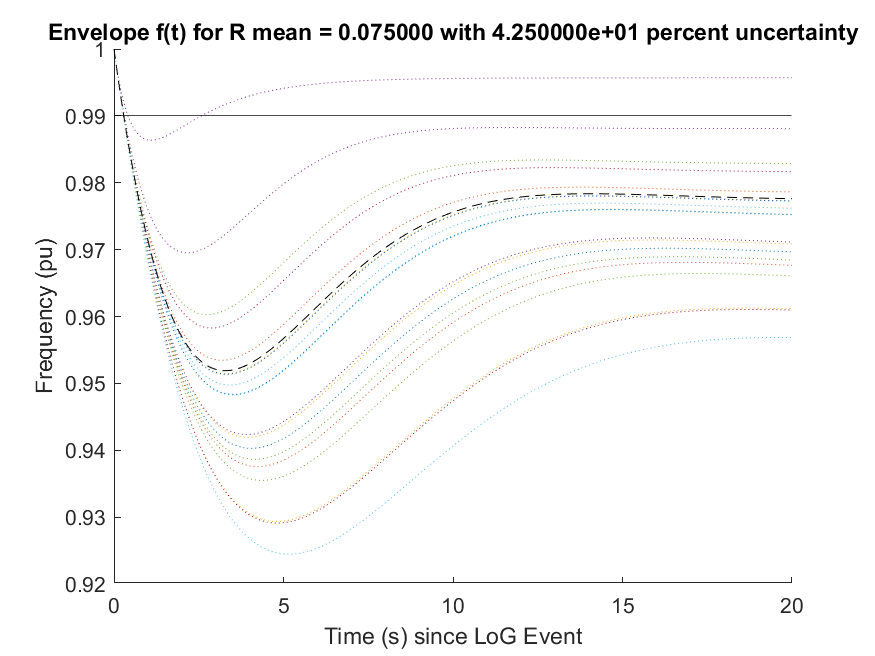 Envelope f(t) for R mean = 0.075000 with 4.250000e+01 percent uncertainty
1
0.99
0.98
0.97
0.96
0.95
0.94
0.93
0.92
Frequency (pu)
0 5 10 15 20
Time (s) since LoG Event